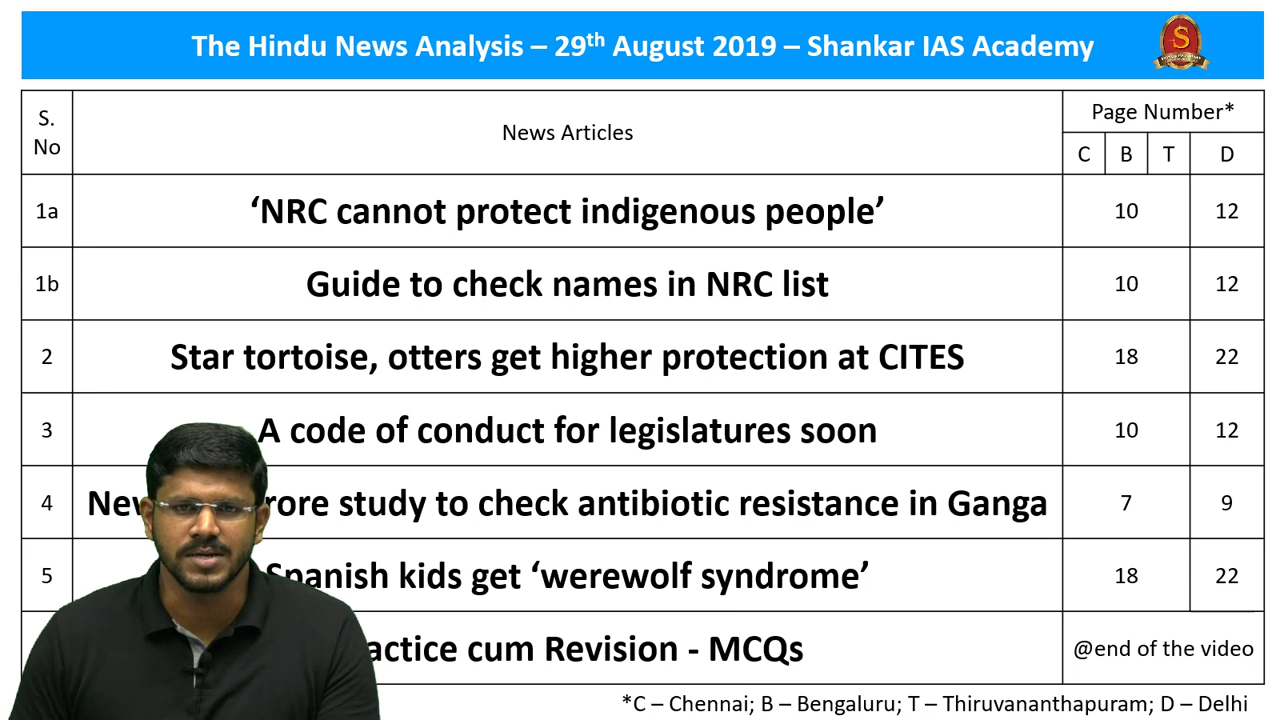 The Hindu News Analysis – 29th August 2019 – Shankar IAS Academy
S
S. No
News Articles
Page Number*
C B T D
1a ‘NRC cannot protect indigenous people’ 10 12
1b Guide to check names in NRC list 10 12
2 Star tortoise, otters get higher protection at CITES 18 22
3 A code of conduct for legislatures soon 10 12
4 rore study to check antibiotic resistance in Ganga 7 9
5 Spanish kids get ‘werewolf syndrome’ 18 22
actice cum Revision - MCQs @end of the video
*C – Chennai; B – Bengaluru; T – Thiruvananthapuram; D – Delhi